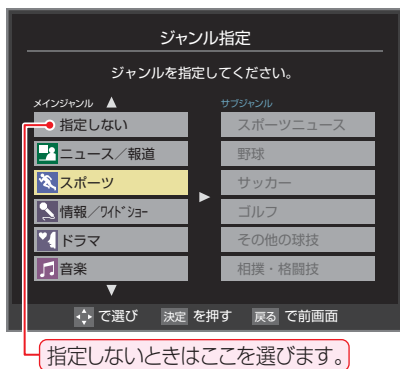 ジャンル指定
ジャンルを指定してください。
メインジャンル
サブジャンル
指定しない
スポーツニュース
ニュース／報道
野球
スポーツ
サッカー
情報／ワイドショー
ゴルフ
ドラマ
その他の球技
音楽
相撲・格闘技
で選び 決定 を押す 戻る で前画面
指定しないときはここを選びます。